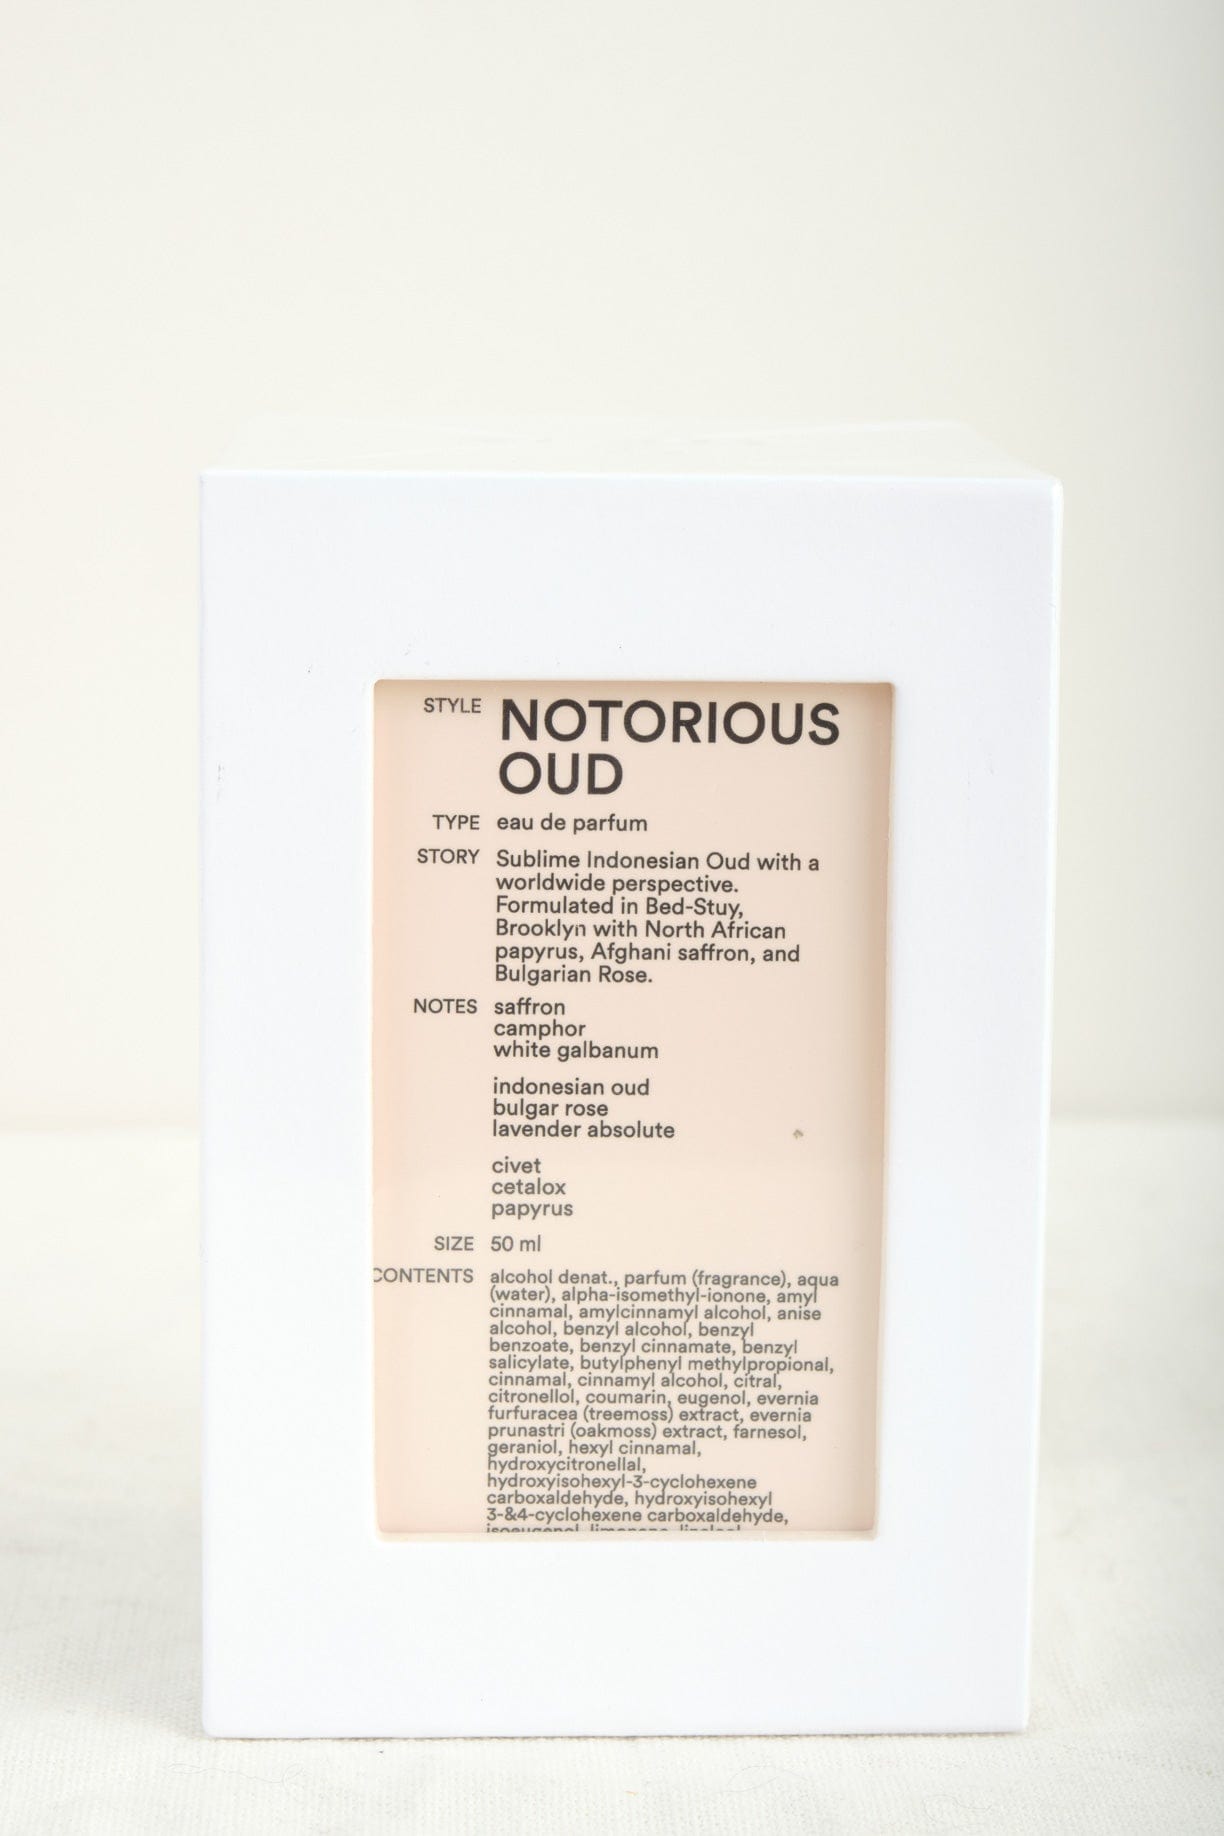 STYLE NOTORIOUS
OUD
TYPE eau de parfum
STORY Sublime Indonesian Oud with a
worldwide perspective.
Formulated in Bed-Stuy,
Brooklyn with North African
papyrus, Afghani saffron, and
Bulgarian Rose.
NOTES saffron
camphor
white galbanum
indonesian oud
bulgar rose
lavender absolute
civet
cetalox
papyrus
SIZE 50 ml
CONTENTS alcohol denat., parfum (fragrance), aqua
(water), alpha-isomethyl-ionone, amyl
cinnamal, amylcinnamyl alcohol, anise
alcohol, benzyl alcohol, benzyl
benzoate, benzyl cinnamate, benzyl
salicylate, butylphenyl methylpropional,
cinnamal, cinnamyl alcohol, citral,
citronellol, coumarin, eugenol, evernia
furfuracea (treemoss) extract, evernia
prunastri (oakmoss) extract, farnesol,
geraniol, hexyl cinnamal,
hydroxycitronellal,
hydroxyisohexyl-3-cyclohexene
carboxaldehyde, hydroxyisohexyl
3-&4-cyclohexene carboxaldehyde,
isoeugenol, limonene, linalool